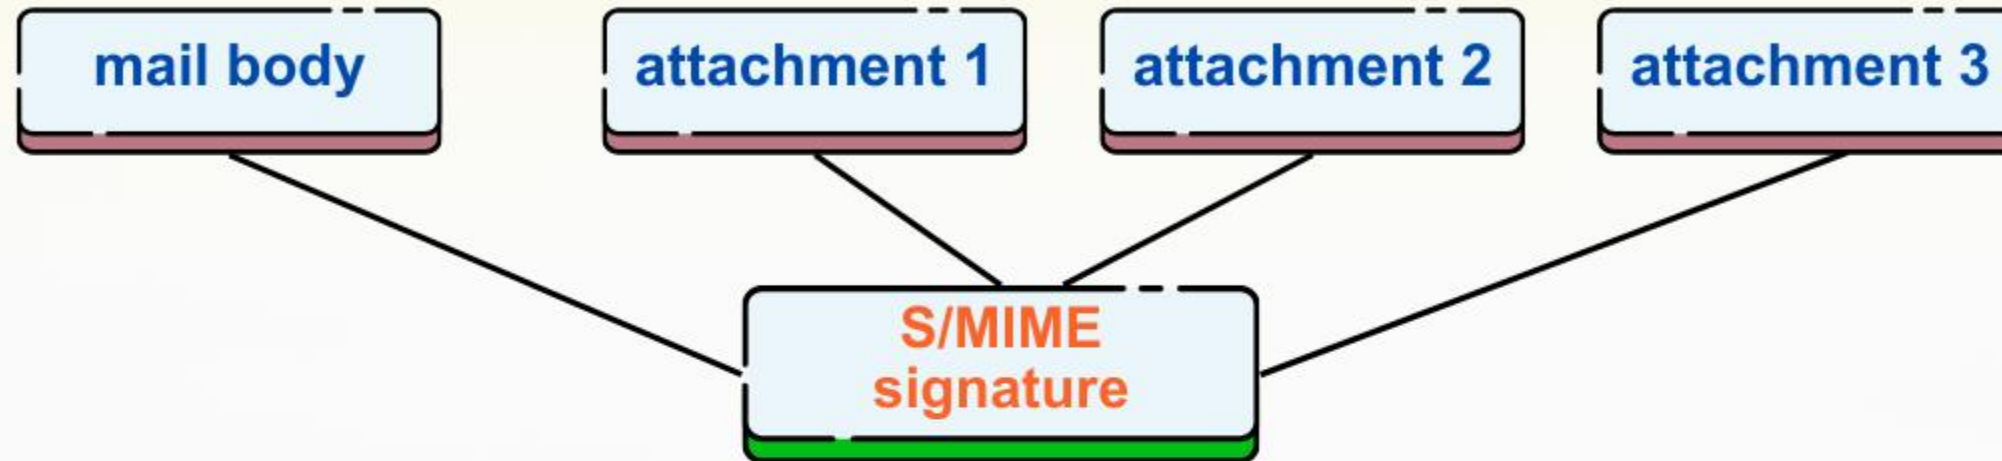 mail body
attachment 1
attachment 2
attachment 3
S/MIME
signature